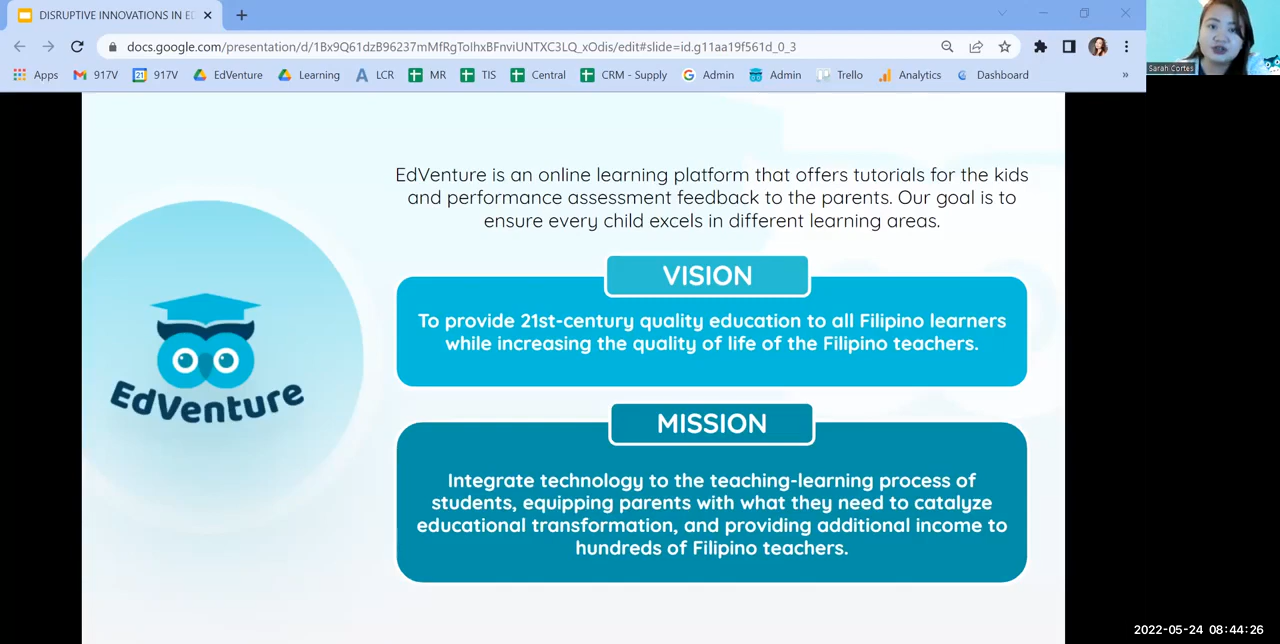 DISRUPTIVE INNOVATIONS IN ED
docs.google.com/presentation/d/1Bx9Q61dzB96237mMfRgToIhxBFnviUNTXC3LQ_xOdis/edit#slide=id.g11aa19f561d_0_3
Apps 917V 917V EdVenture Learning LCR MR TIS Central CRM - Supply Admin Admin Trello Analytics Dashboard »
Sarah Cortes
EdVenture is an online learning platform that offers tutorials for the kids
and performance assessment feedback to the parents. Our goal is to
ensure every child excels in different learning areas.
VISION
To provide 21st-century quality education to all Filipino learners
while increasing the quality of life of the Filipino teachers.
EdVenture
MISSION
Integrate technology to the teaching-learning process of
students, equipping parents with what they need to catalyze
educational transformation, and providing additional income to
hundreds of Filipino teachers.
2022-05-24 08:44:26